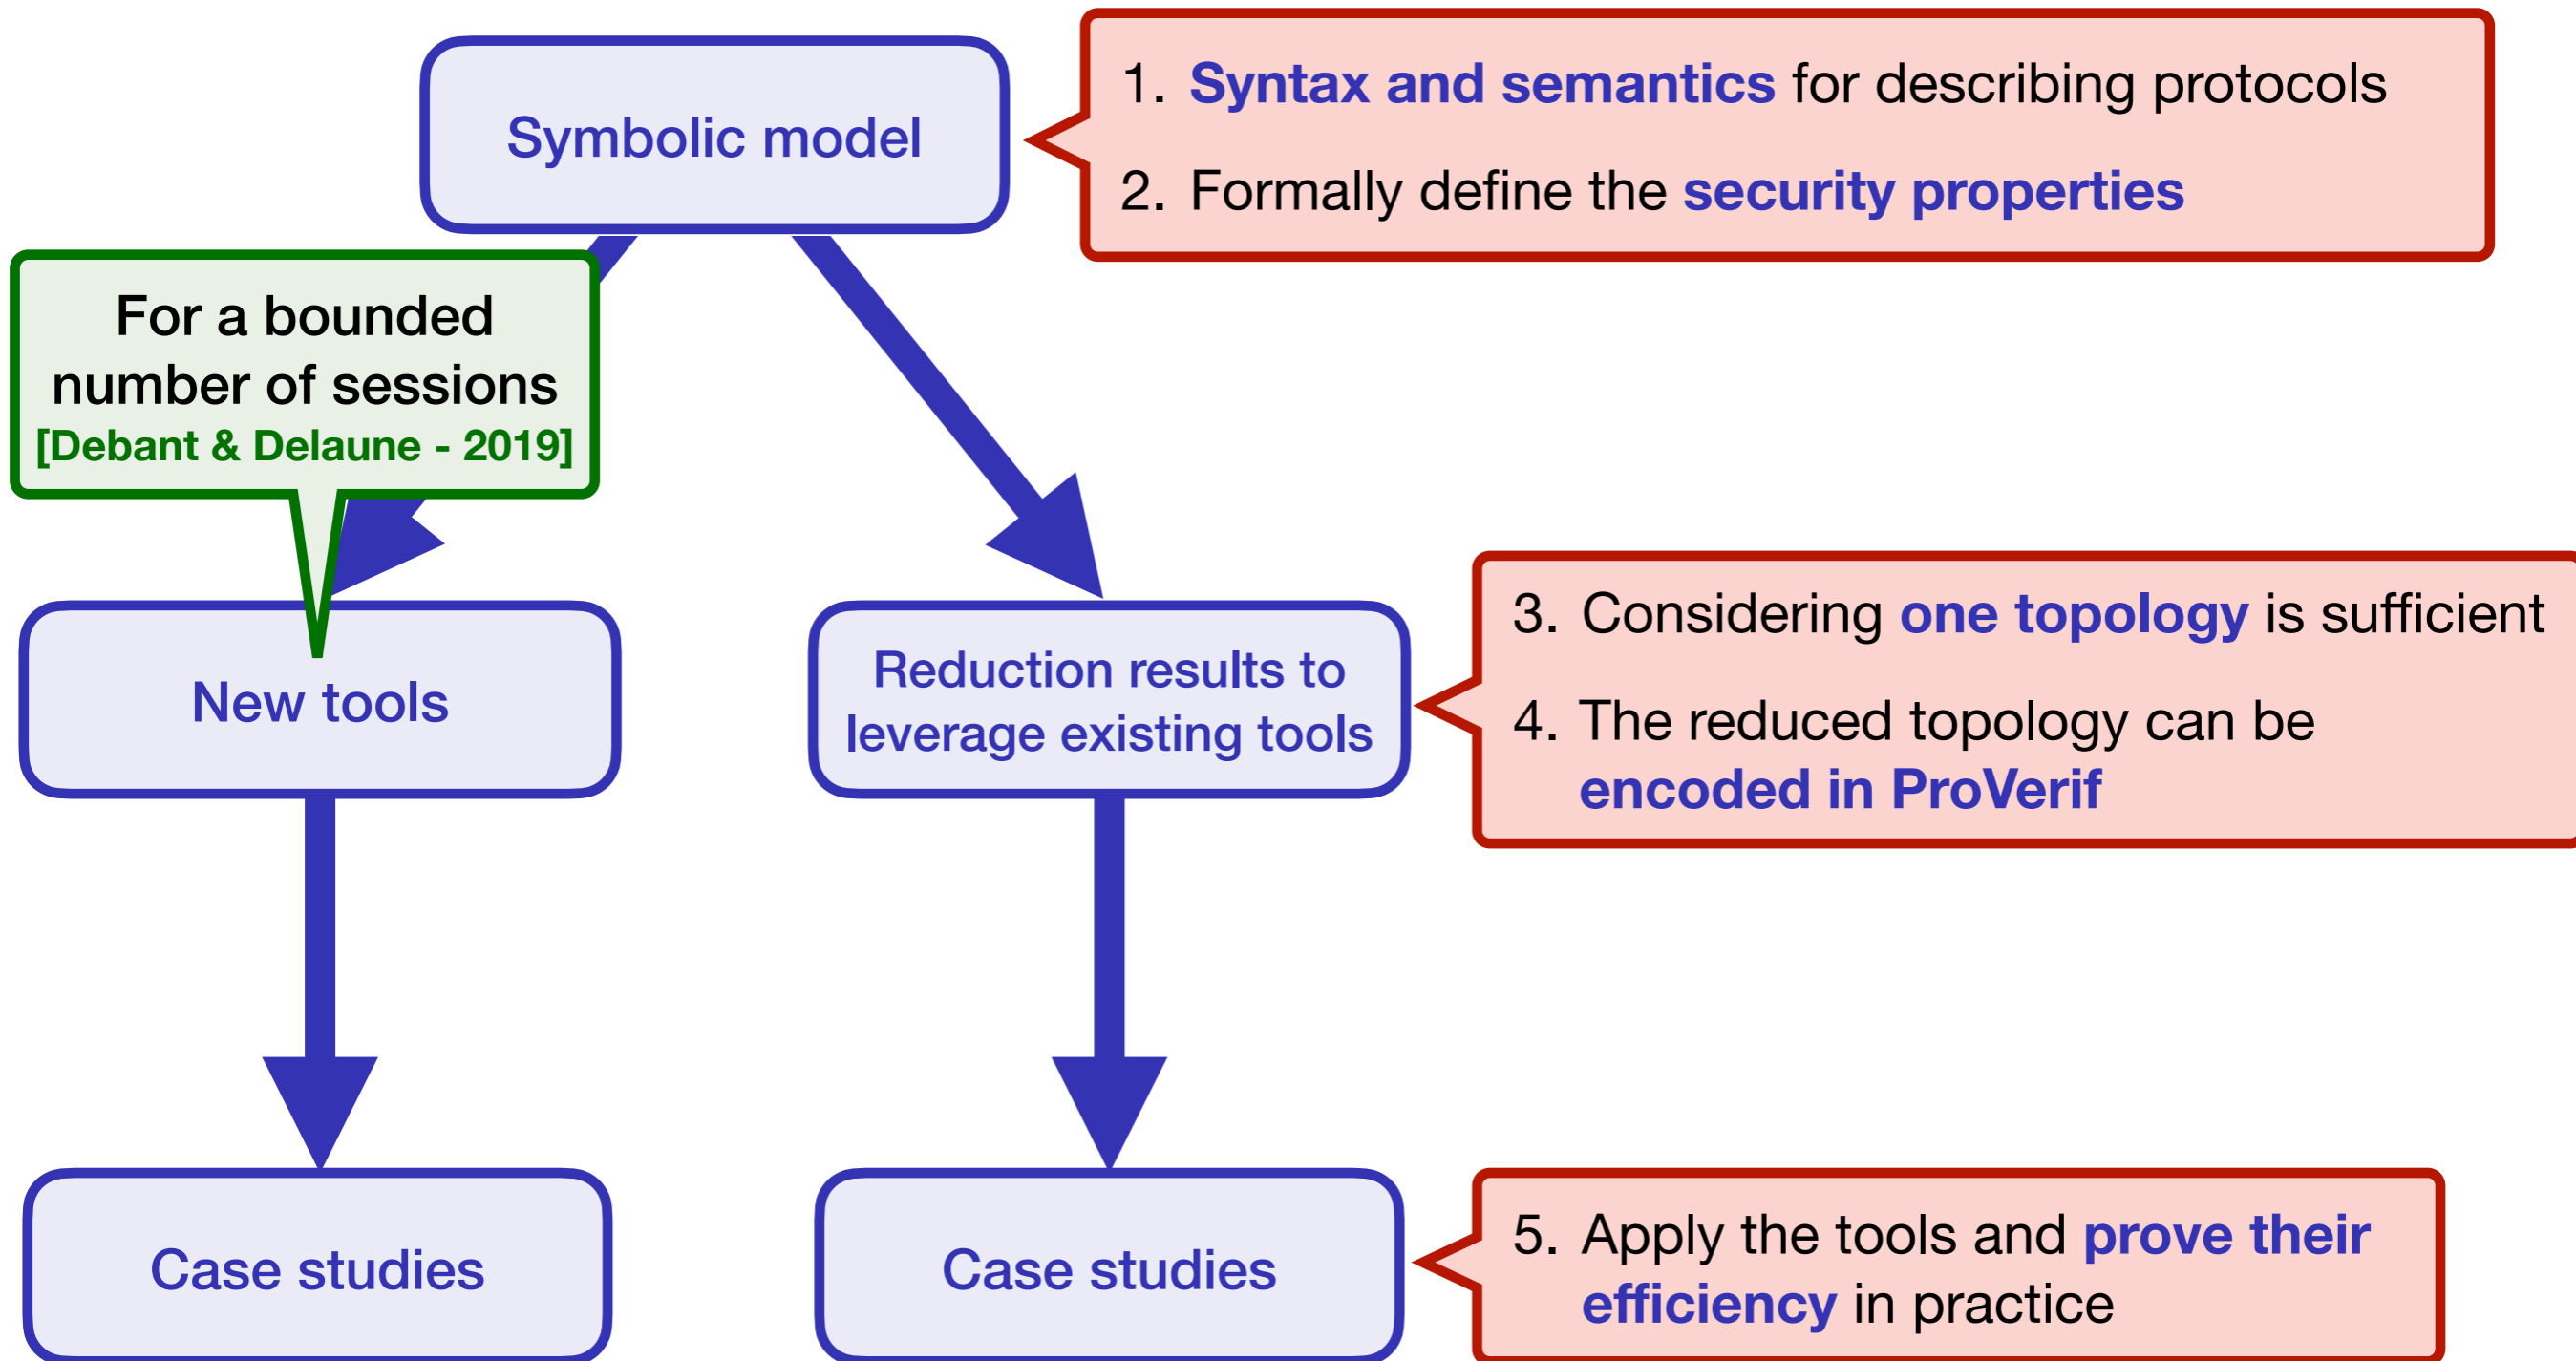 Symbolic model
1. Syntax and semantics for describing protocols
2. Formally define the security properties
For a bounded
number of sessions
[Debant & Delaune - 2019]
New tools
Reduction results to
leverage existing tools
3. Considering one topology is sufficient
4. The reduced topology can be
encoded in ProVerif
Case studies
Case studies
5. Apply the tools and prove their
efficiency in practice